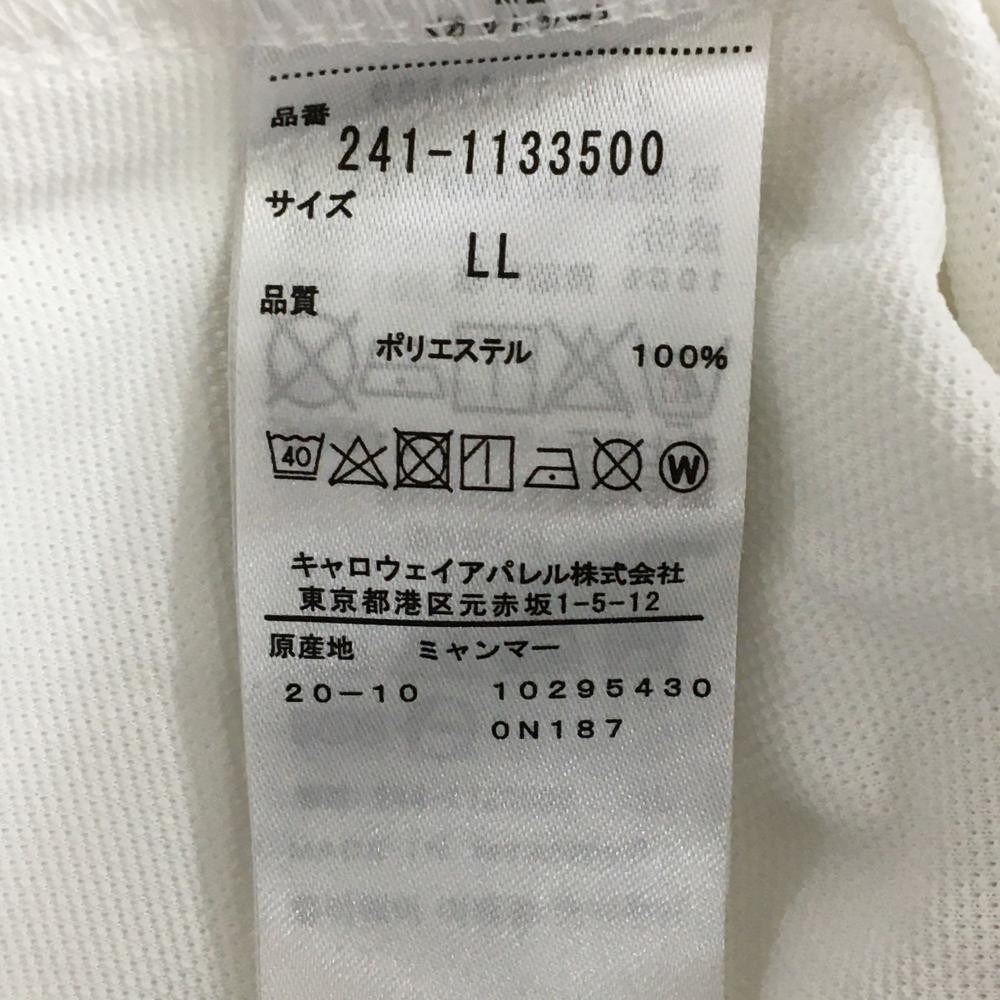 品番
241-1133500
サイズ
LL
品質
ポリエステル 100%
40 W
キャロウェイアパレル株式会社
東京都港区元赤坂1-5-12
原産地 ミャンマー
20-10 10295430
0N187